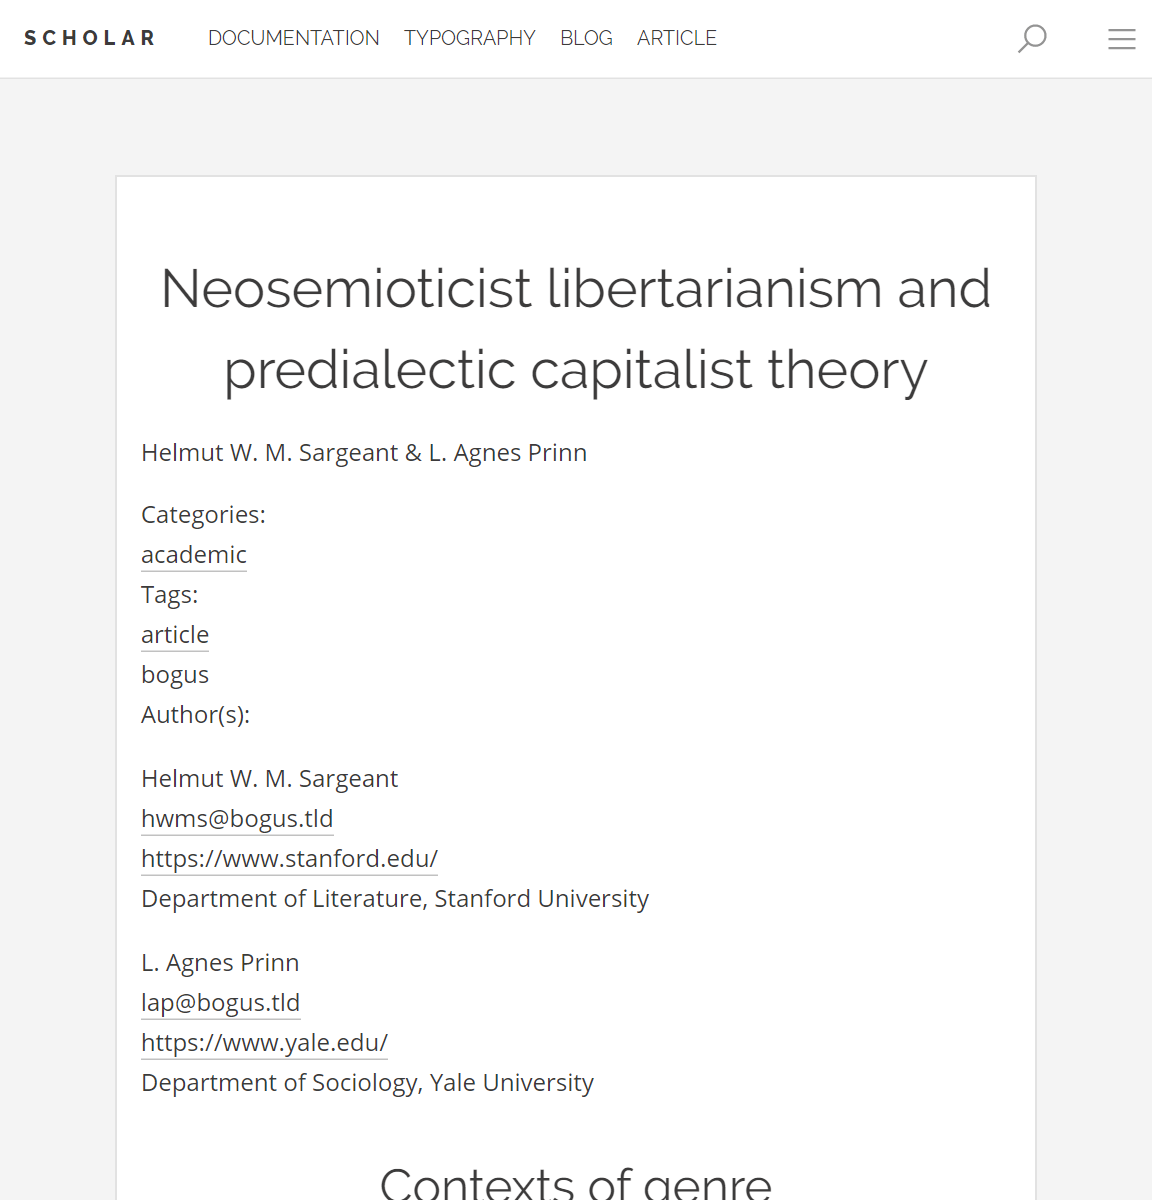 SCHOLAR DOCUMENTATION TYPOGRAPHY BLOG ARTICLE
Neosemioticist libertarianism and
predialectic capitalist theory
Helmut W. M. Sargeant & L. Agnes Prinn
Categories:
academic
Tags:
article
bogus
Author(s):
Helmut W. M. Sargeant
hwms@bogus.tld
https://www.stanford.edu/
Department of Literature, Stanford University
L. Agnes Prinn
lap@bogus.tld
https://www.yale.edu/
Department of Sociology, Yale University
Contexts of genre